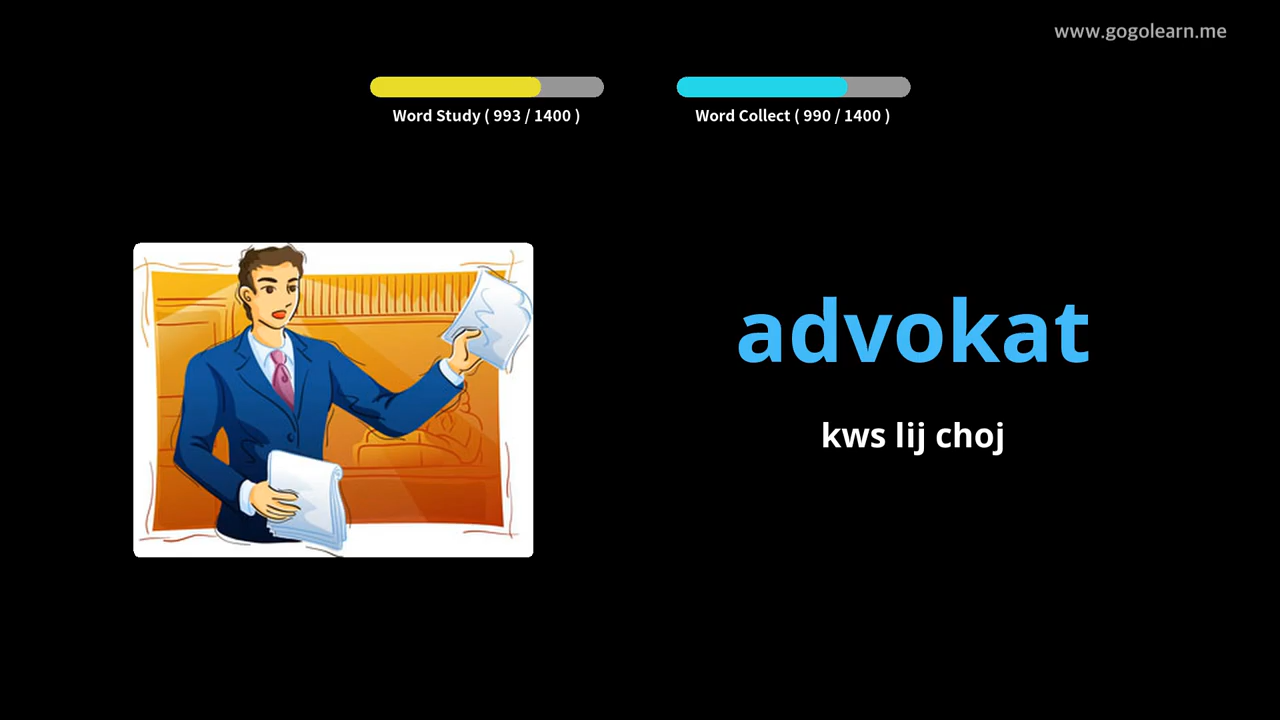 www.gogolearn.me
Word Study ( 993 / 1400 )
Word Collect ( 990 / 1400 )
advokat
kws lij choj